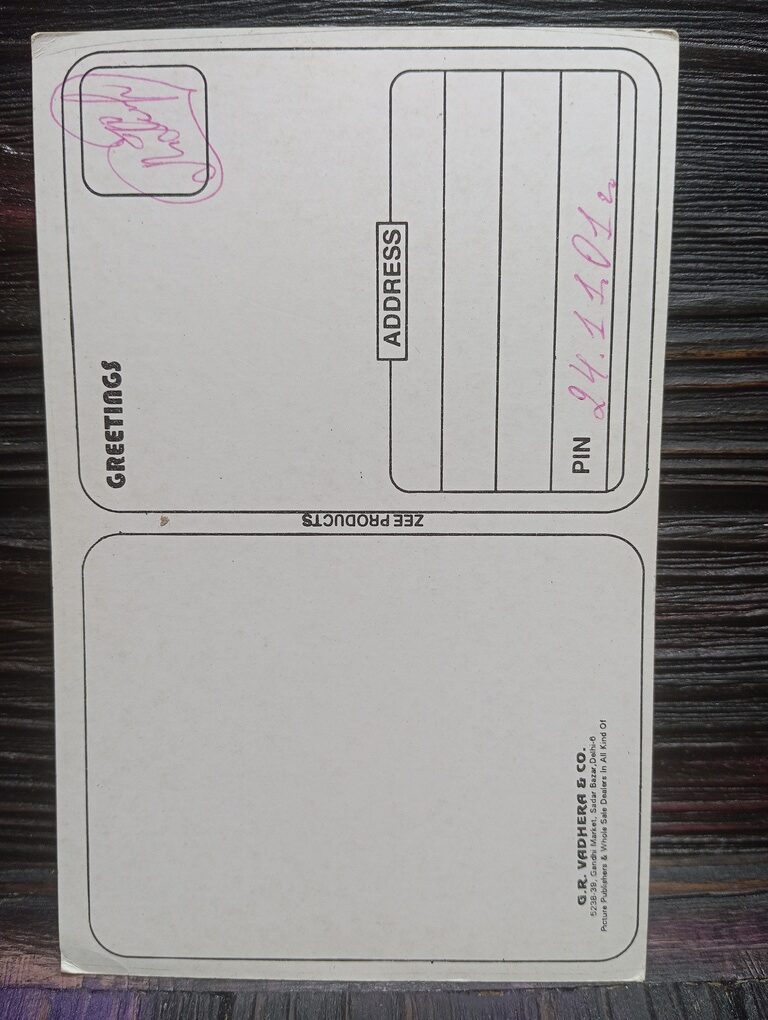 GREETINGS
ADDRESS
PIN 24.11.01г.
ZEE PRODUCTS
G.R. VADHERA & CO.
5238-39, Gandhi Market, Sadar Bazar, Delhi-6
Picture Publishers & Whole Sale Dealers In All Kind Of